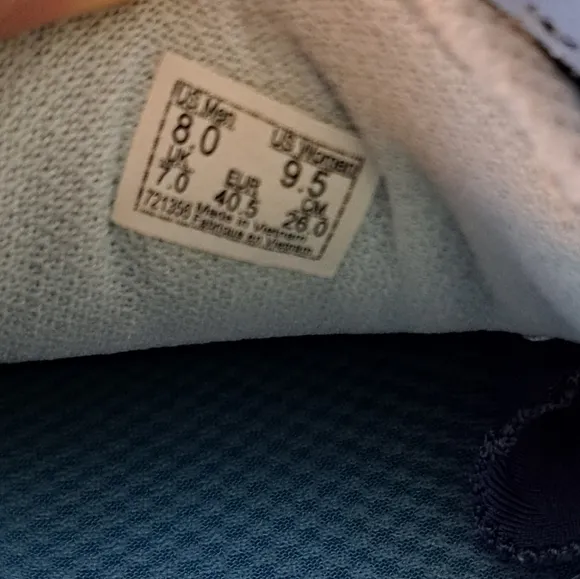 US Men US Women
8.0 9.5
UK EUR CM
7.0 40.5 26.0
721356 Made in Vietnam
Fabriqué en Vietnam